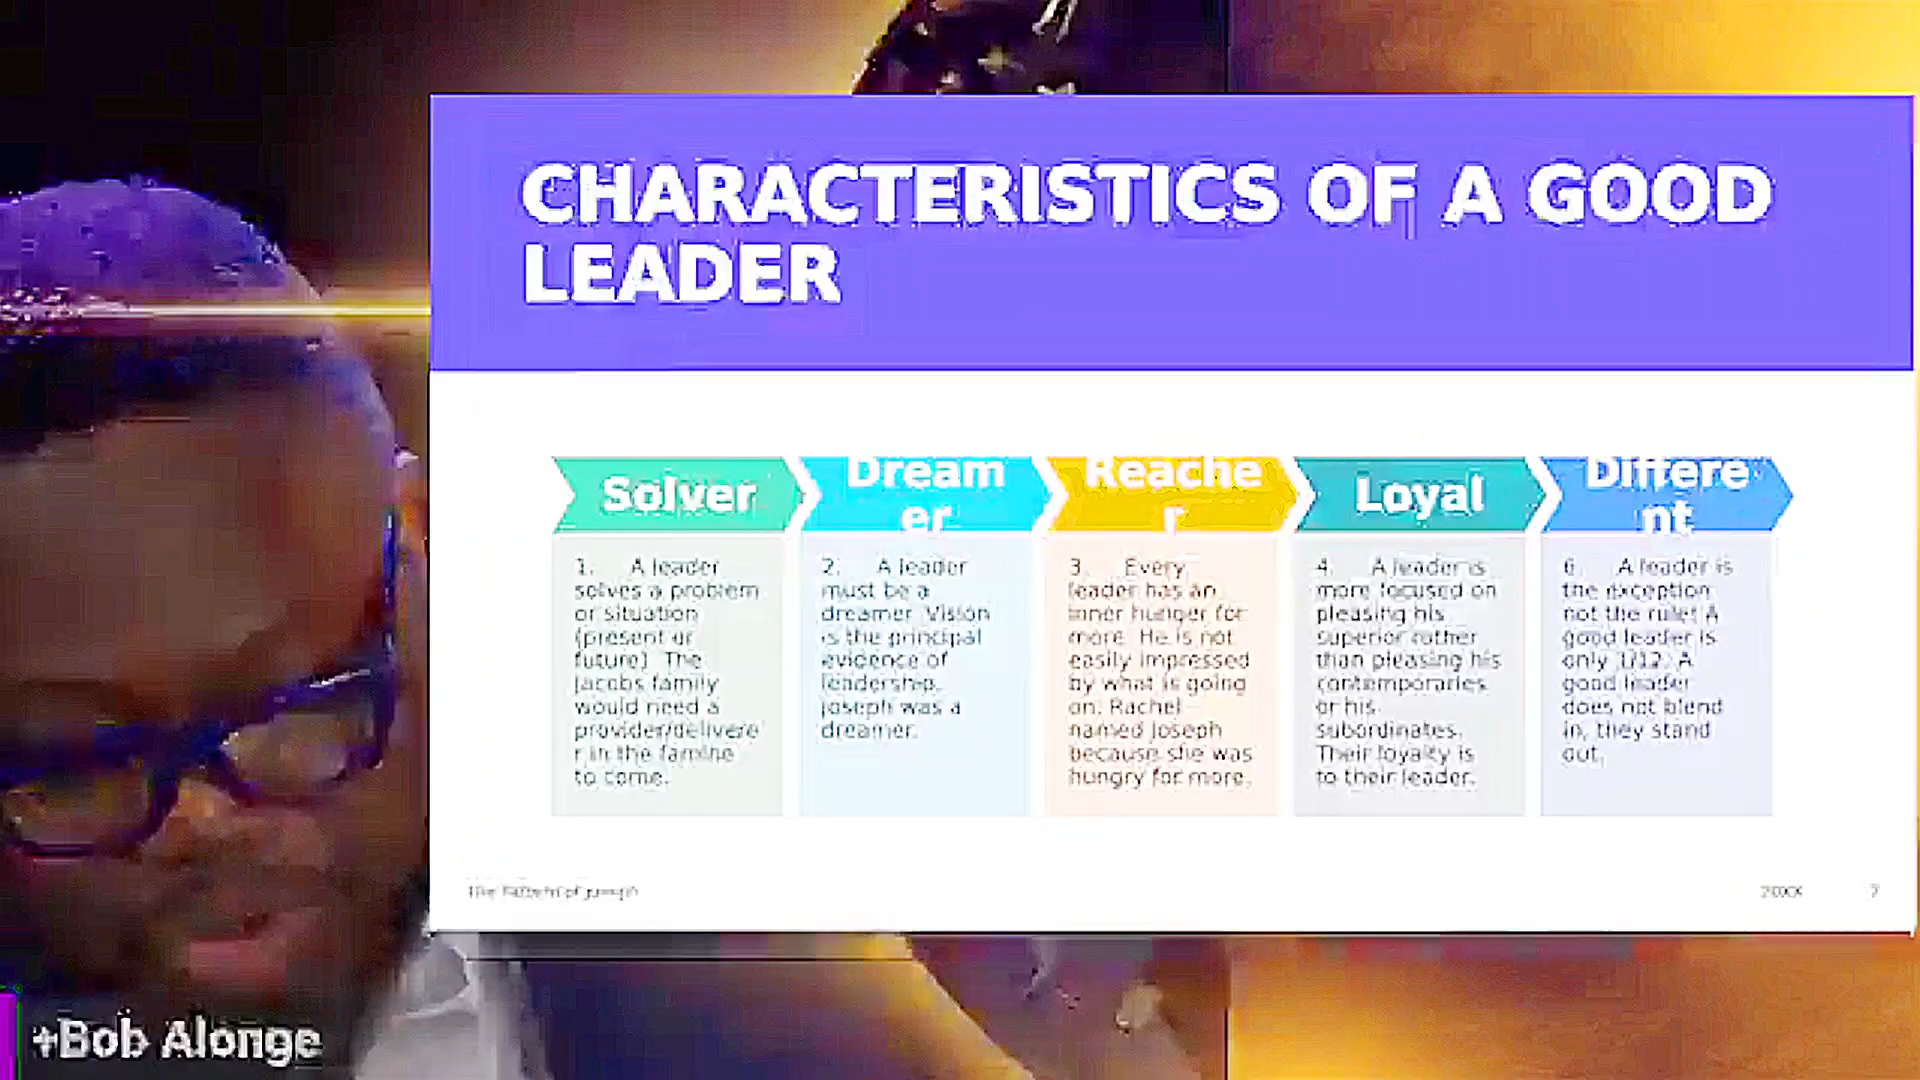 CHARACTERISTICS OF A GOOD
LEADER
Solver
Dream
er
Reache
r
Loyal
Differe
nt
1. A leader
solves a problem
or situation
(present or
future). The
Jacobs family
would need a
provider/delivere
r in the famine
to come.
2. A leader
must be a
dreamer. Vision
is the principal
evidence of
leadership.
Joseph was a
dreamer.
3. Every
leader has an
inner hunger for
more. He is not
easily impressed
by what is going
on. Rachel
named Joseph
because she was
hungry for more.
4. A leader is
more focused on
pleasing his
superior rather
than pleasing his
contemporaries
or his
subordinates.
Their loyalty is
to their leader.
6. A leader is
the exception
not the rule! A
good leader is
only 1/12. A
good leader
does not blend
in, they stand
out.
The Pattern of Joseph
20XX
7
+Bob Alonge